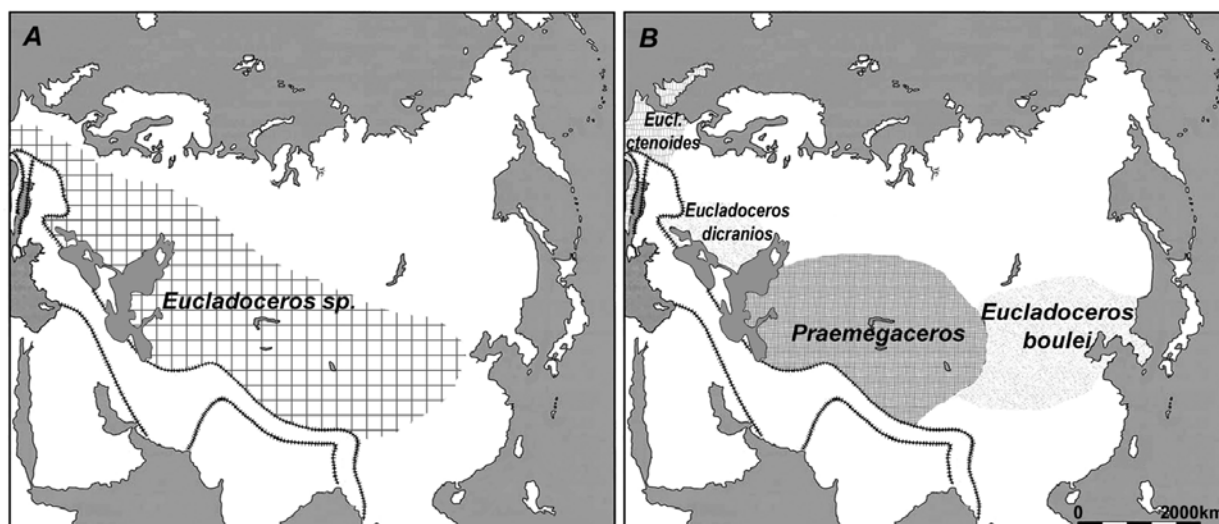 A
Eucladoceros sp.
B
Eucl.
ctenoides
Eucladoceros
dicranios
Praemegaceros
Eucladoceros
boulei
0 2000km